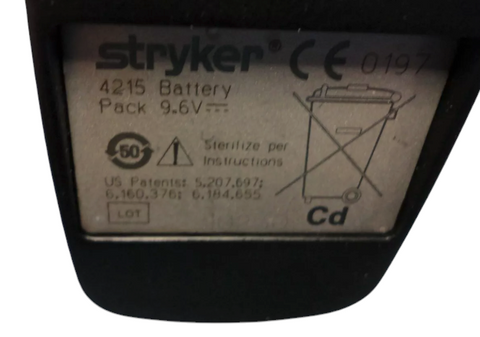 stryker® CE 0197
4215 Battery
Pack 9.6V
50
Sterilize per
Instructions
US Patents: 5,207,697;
6,160,376; 6,184,655
LOT
Cd